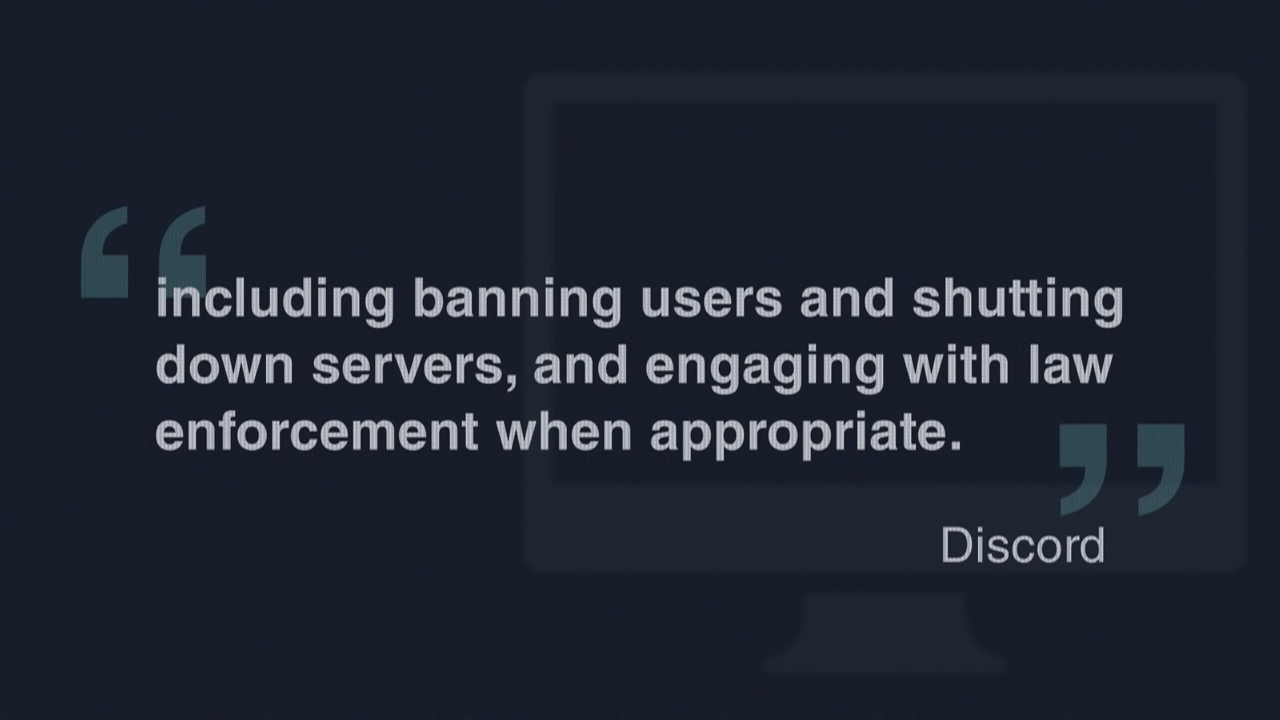 including banning users and shutting
down servers, and engaging with law
enforcement when appropriate.
Discord